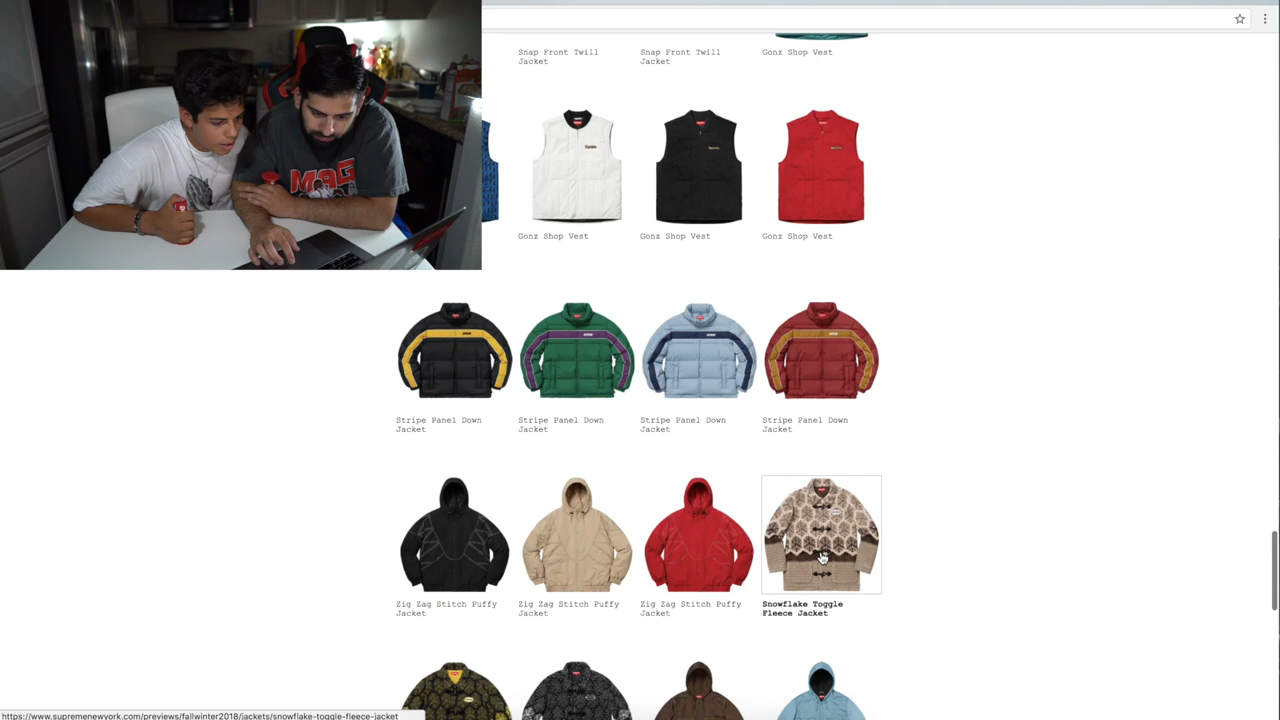 Snap Front Twill
Jacket
Snap Front Twill
Jacket
Gonz Shop Vest
MAG
Gonz Shop Vest
Gonz Shop Vest
Gonz Shop Vest
Stripe Panel Down
Jacket
Stripe Panel Down
Jacket
Stripe Panel Down
Jacket
Stripe Panel Down
Jacket
Zig Zag Stitch Puffy
Jacket
Zig Zag Stitch Puffy
Jacket
Zig Zag Stitch Puffy
Jacket
Snowflake Toggle
Fleece Jacket
https://www.supremenewyork.com/previews/fallwinter2018/jackets/snowflake-toggle-fleece-jacket